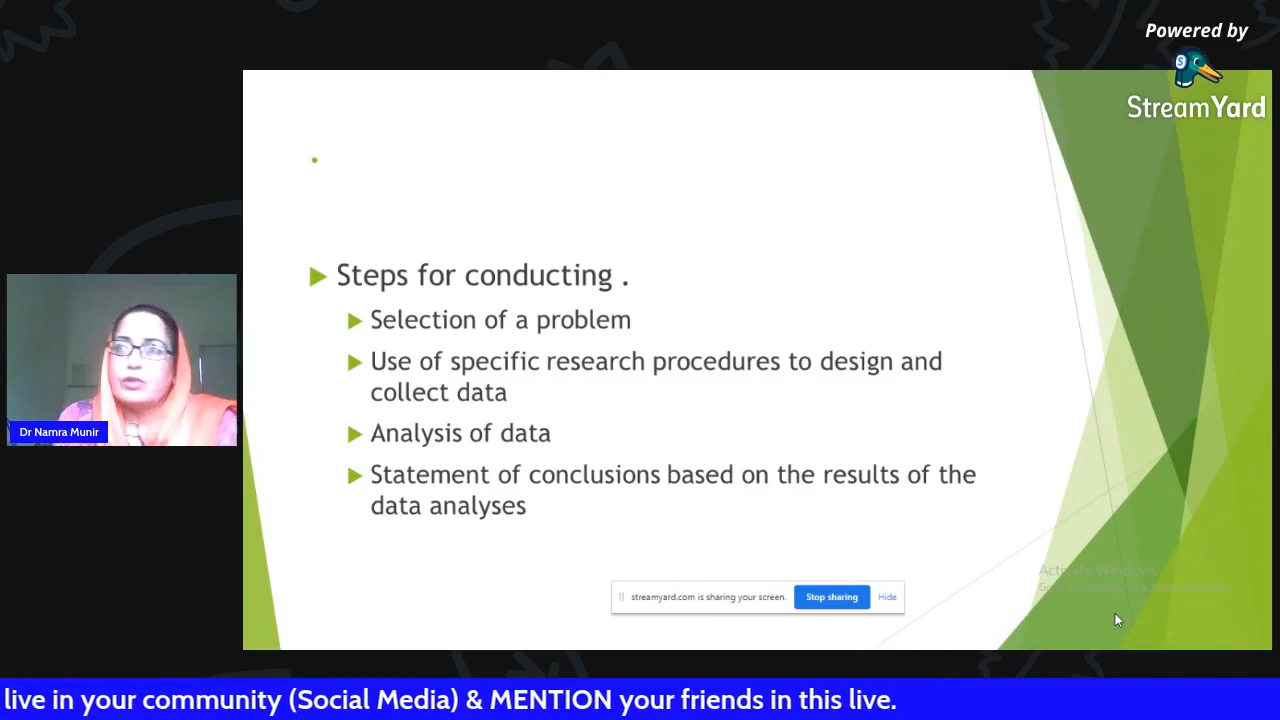 Powered by
StreamYard
.
Steps for conducting .
Selection of a problem
Use of specific research procedures to design and
collect data
Analysis of data
Statement of conclusions based on the results of the
data analyses
Dr Namra Munir
Activate Windows
streamyard.com is sharing your screen.
Stop sharing
Hide
live in your community (Social Media) & MENTION your friends in this live.